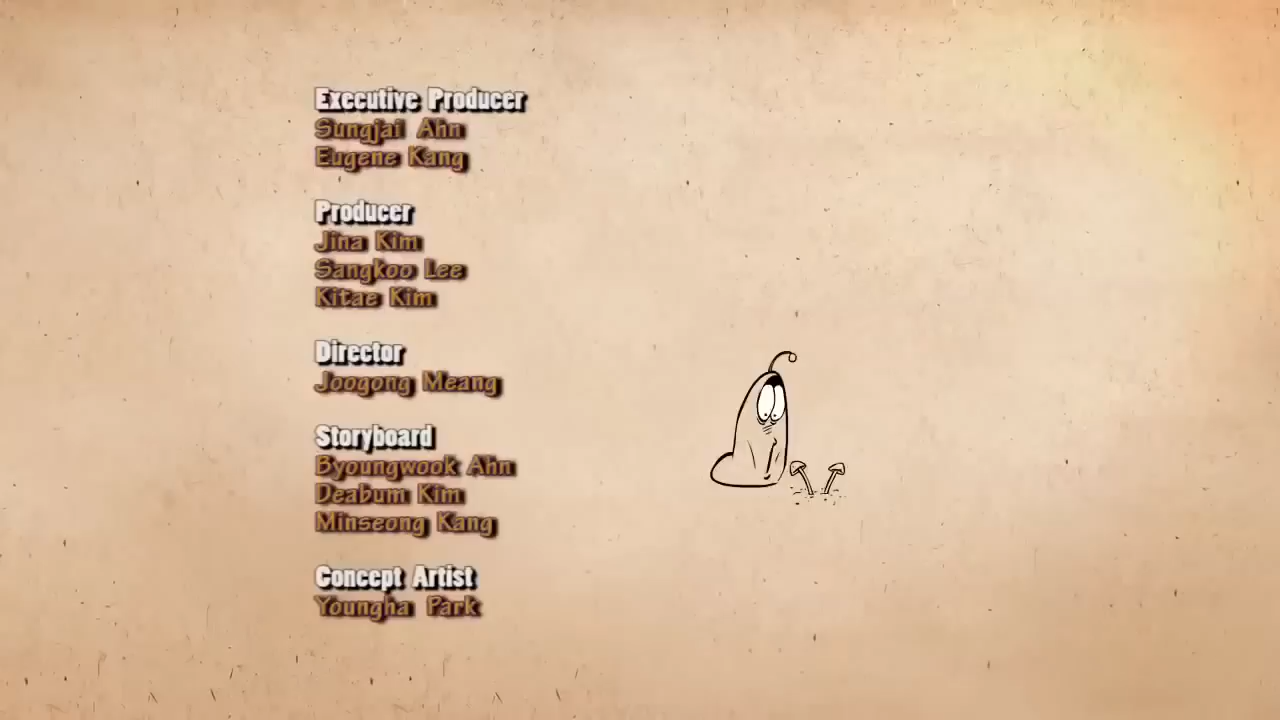 Executive Producer
Sungjai Ahn
Eugene Kang
Producer
Jina Kim
Sangkoo Lee
Kitae Kim
Director
Joogong Meang
Storyboard
Byoungwook Ahn
Deabum Kim
Minseong Kang
Concept Artist
Youngha Park